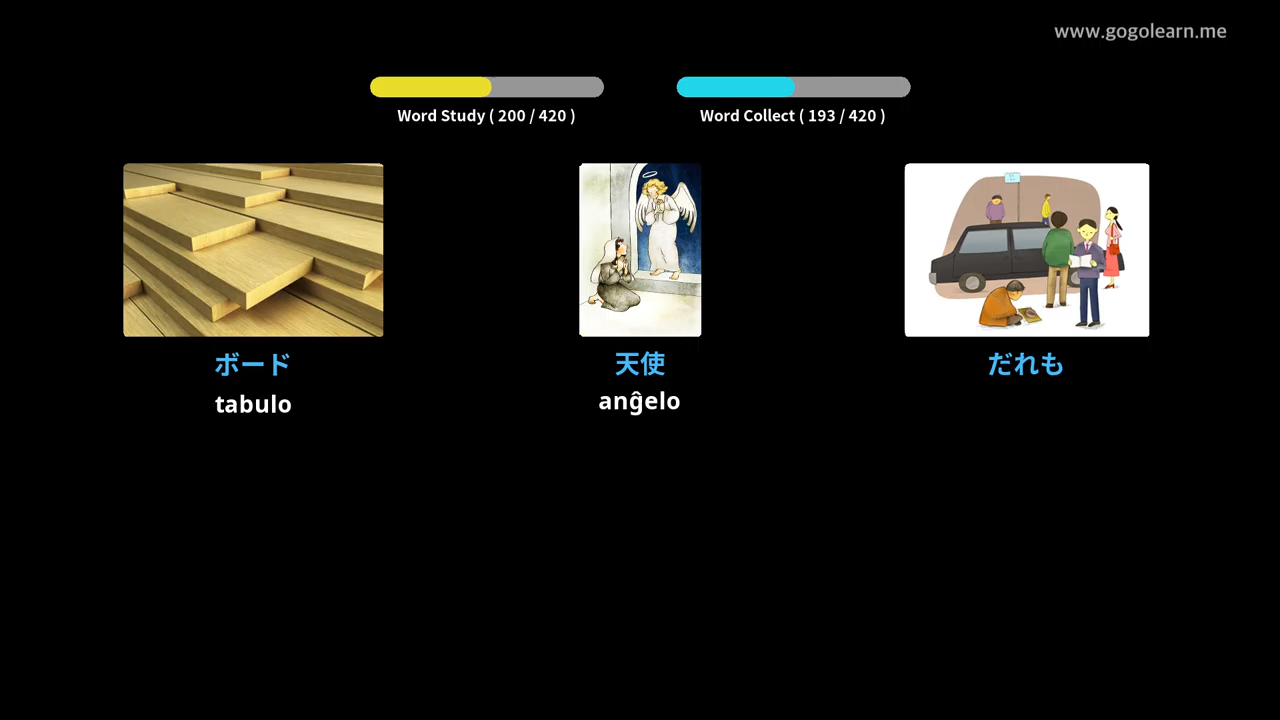 www.gogolearn.me
Word Study ( 200 / 420 )
Word Collect ( 193 / 420 )
ボード
天使
だれも
tabulo
anĝelo